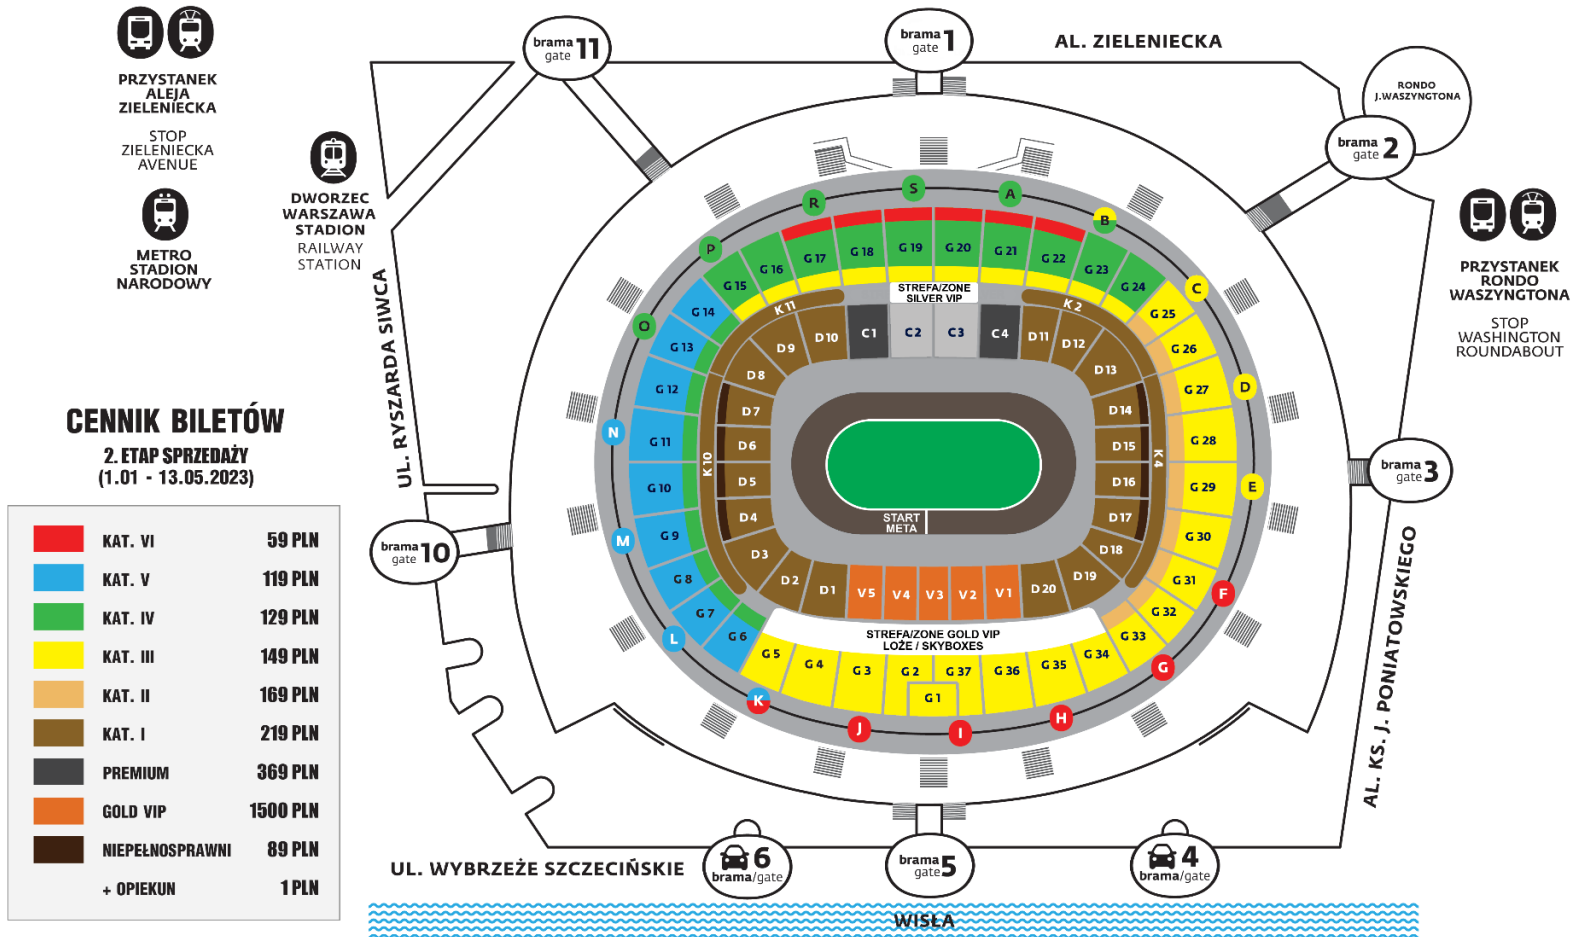 PRZYSTANEK
ALEJA
ZIELENIECKA
STOP
ZIELENIECKA
AVENUE
METRO
STADION
NARODOWY
DWORZEC
WARSZAWA
STADION
RAILWAY
STATION
brama
gate 11
brama
gate 1
AL. ZIELENIECKA
RONDO
J.WASZYNGTONA
brama
gate 2
PRZYSTANEK
RONDO
WASZYNGTONA
STOP
WASHINGTON
ROUNDABOUT
UL. RYSZARDA SIWCA
CENNIK BILETÓW
2. ETAP SPRZEDAŻY
(1.01 - 13.05.2023)
KAT. VI 59 PLN
KAT. V 119 PLN
KAT. IV 129 PLN
KAT. III 149 PLN
KAT. II 169 PLN
KAT. I 219 PLN
PREMIUM 369 PLN
GOLD VIP 1500 PLN
NIEPEŁNOSPRAWNI 89 PLN
+ OPIEKUN 1 PLN
R
S
A
B
P
C
O
D
N
E
M
F
L
G
K
J
I
H
G 15
G 16
G 17
G 18
G 19
G 20
G 21
G 22
G 23
G 24
G 14
G 13
G 12
G 11
G 10
G 9
G 8
G 7
G 6
G 25
G 26
G 27
G 28
G 29
G 30
G 31
G 32
G 33
G 5
G 4
G 3
G 2
G 1
G 37
G 36
G 35
G 34
STREFA/ZONE
SILVER VIP
K 11
K 2
K 10
K 4
D 8
D 9
D 10
C 1
C 2
C 3
C 4
D 11
D 12
D 13
D 7
D 6
D 5
D 4
D 14
D 15
D 16
D 17
START
META
D 3
D 2
D 1
V 5
V 4
V 3
V 2
V 1
D 20
D 19
D 18
STREFA/ZONE GOLD VIP
LOŻE / SKYBOXES
brama
gate 10
brama
gate 3
AL. KS. J. PONIATOWSKIEGO
UL. WYBRZEŻE SZCZECIŃSKIE
6
brama/gate
brama
gate 5
4
brama/gate
WISŁA